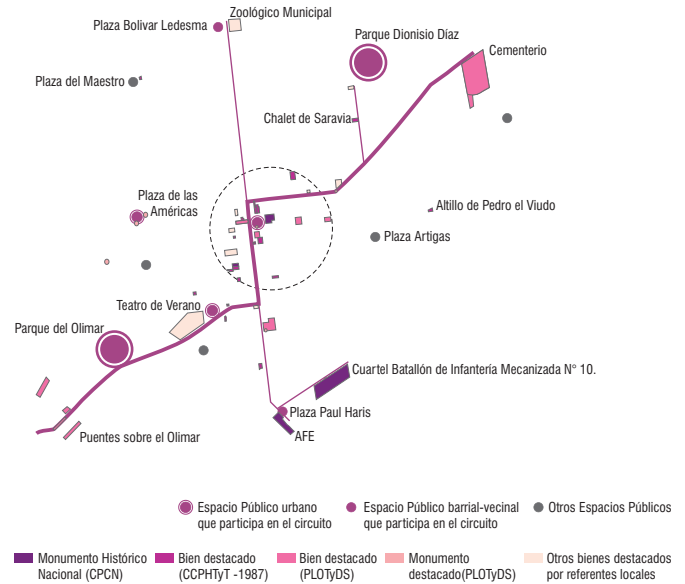 Zoológico Municipal
Plaza Bolivar Ledesma
Parque Dionisio Díaz
Cementerio
Plaza del Maestro
Chalet de Saravia
Plaza de las
Américas
Altillo de Pedro el Viudo
Plaza Artigas
Teatro de Verano
Parque del Olimar
Cuartel Batallón de Infantería Mecanizada N° 10.
Plaza Paul Haris
Puentes sobre el Olimar
AFE
Espacio Público urbano
que participa en el circuito
Espacio Público barrial-vecinal
que participa en el circuito
Otros Espacios Públicos
Monumento Histórico
Nacional (CPCN)
Bien destacado
(CCPHTyT -1987)
Bien destacado
(PLOTyDS)
Monumento
destacado(PLOTyDS)
Otros bienes destacados
por referentes locales